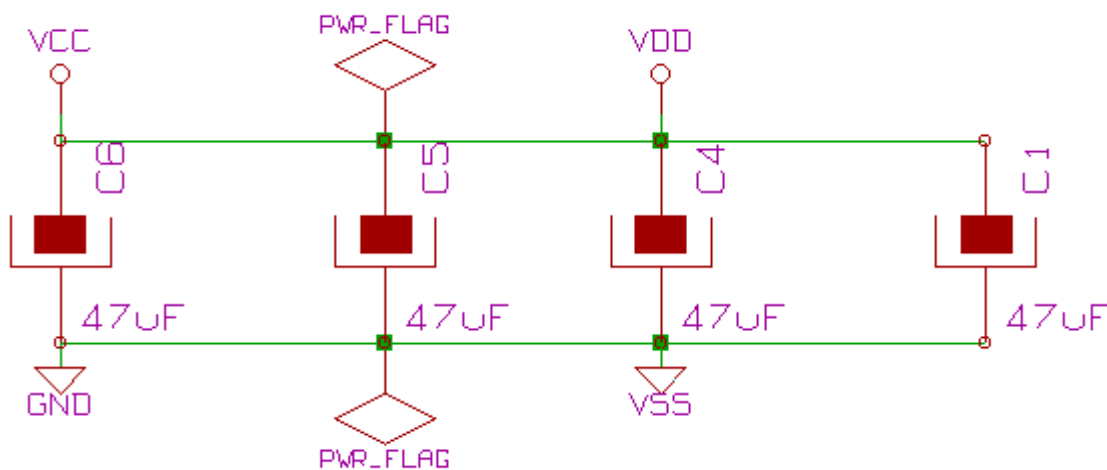 PWR_FLAG
VCC
VDD
C6
C5
C4
C1
47uF
47uF
47uF
47uF
GND
VSS
PWR_FLAG